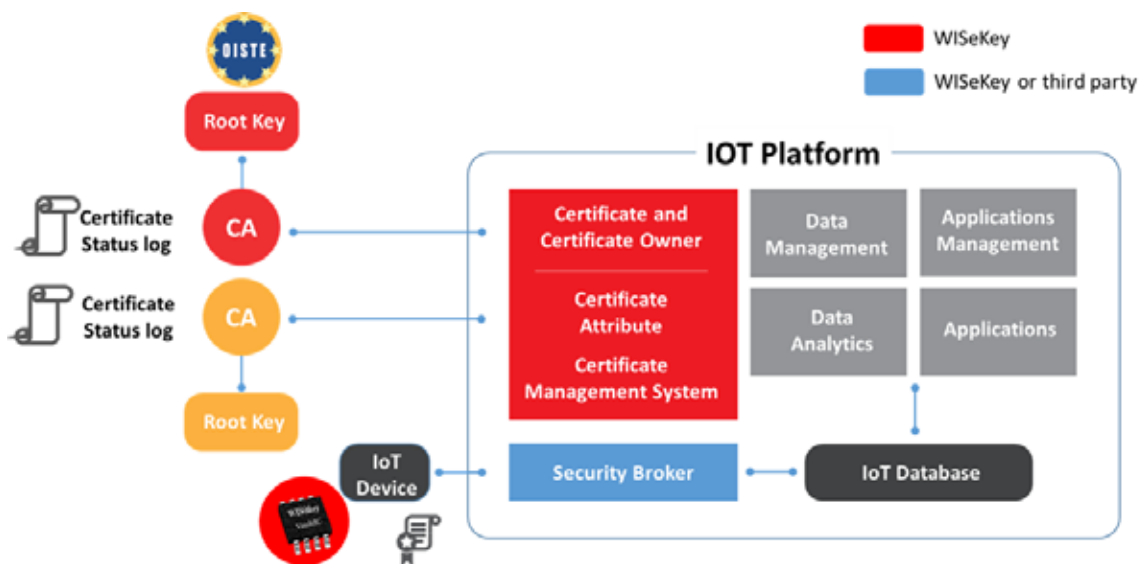 OISTE
WISeKey
WISeKey or third party
Root Key
IOT Platform
Certificate
Status log
CA
Certificate and
Certificate Owner
Data
Management
Applications
Management
Certificate
Status log
CA
Certificate
Attribute
Certificate
Management System
Data
Analytics
Applications
Root Key
IoT
Device
Security Broker
IoT Database
WISeKey